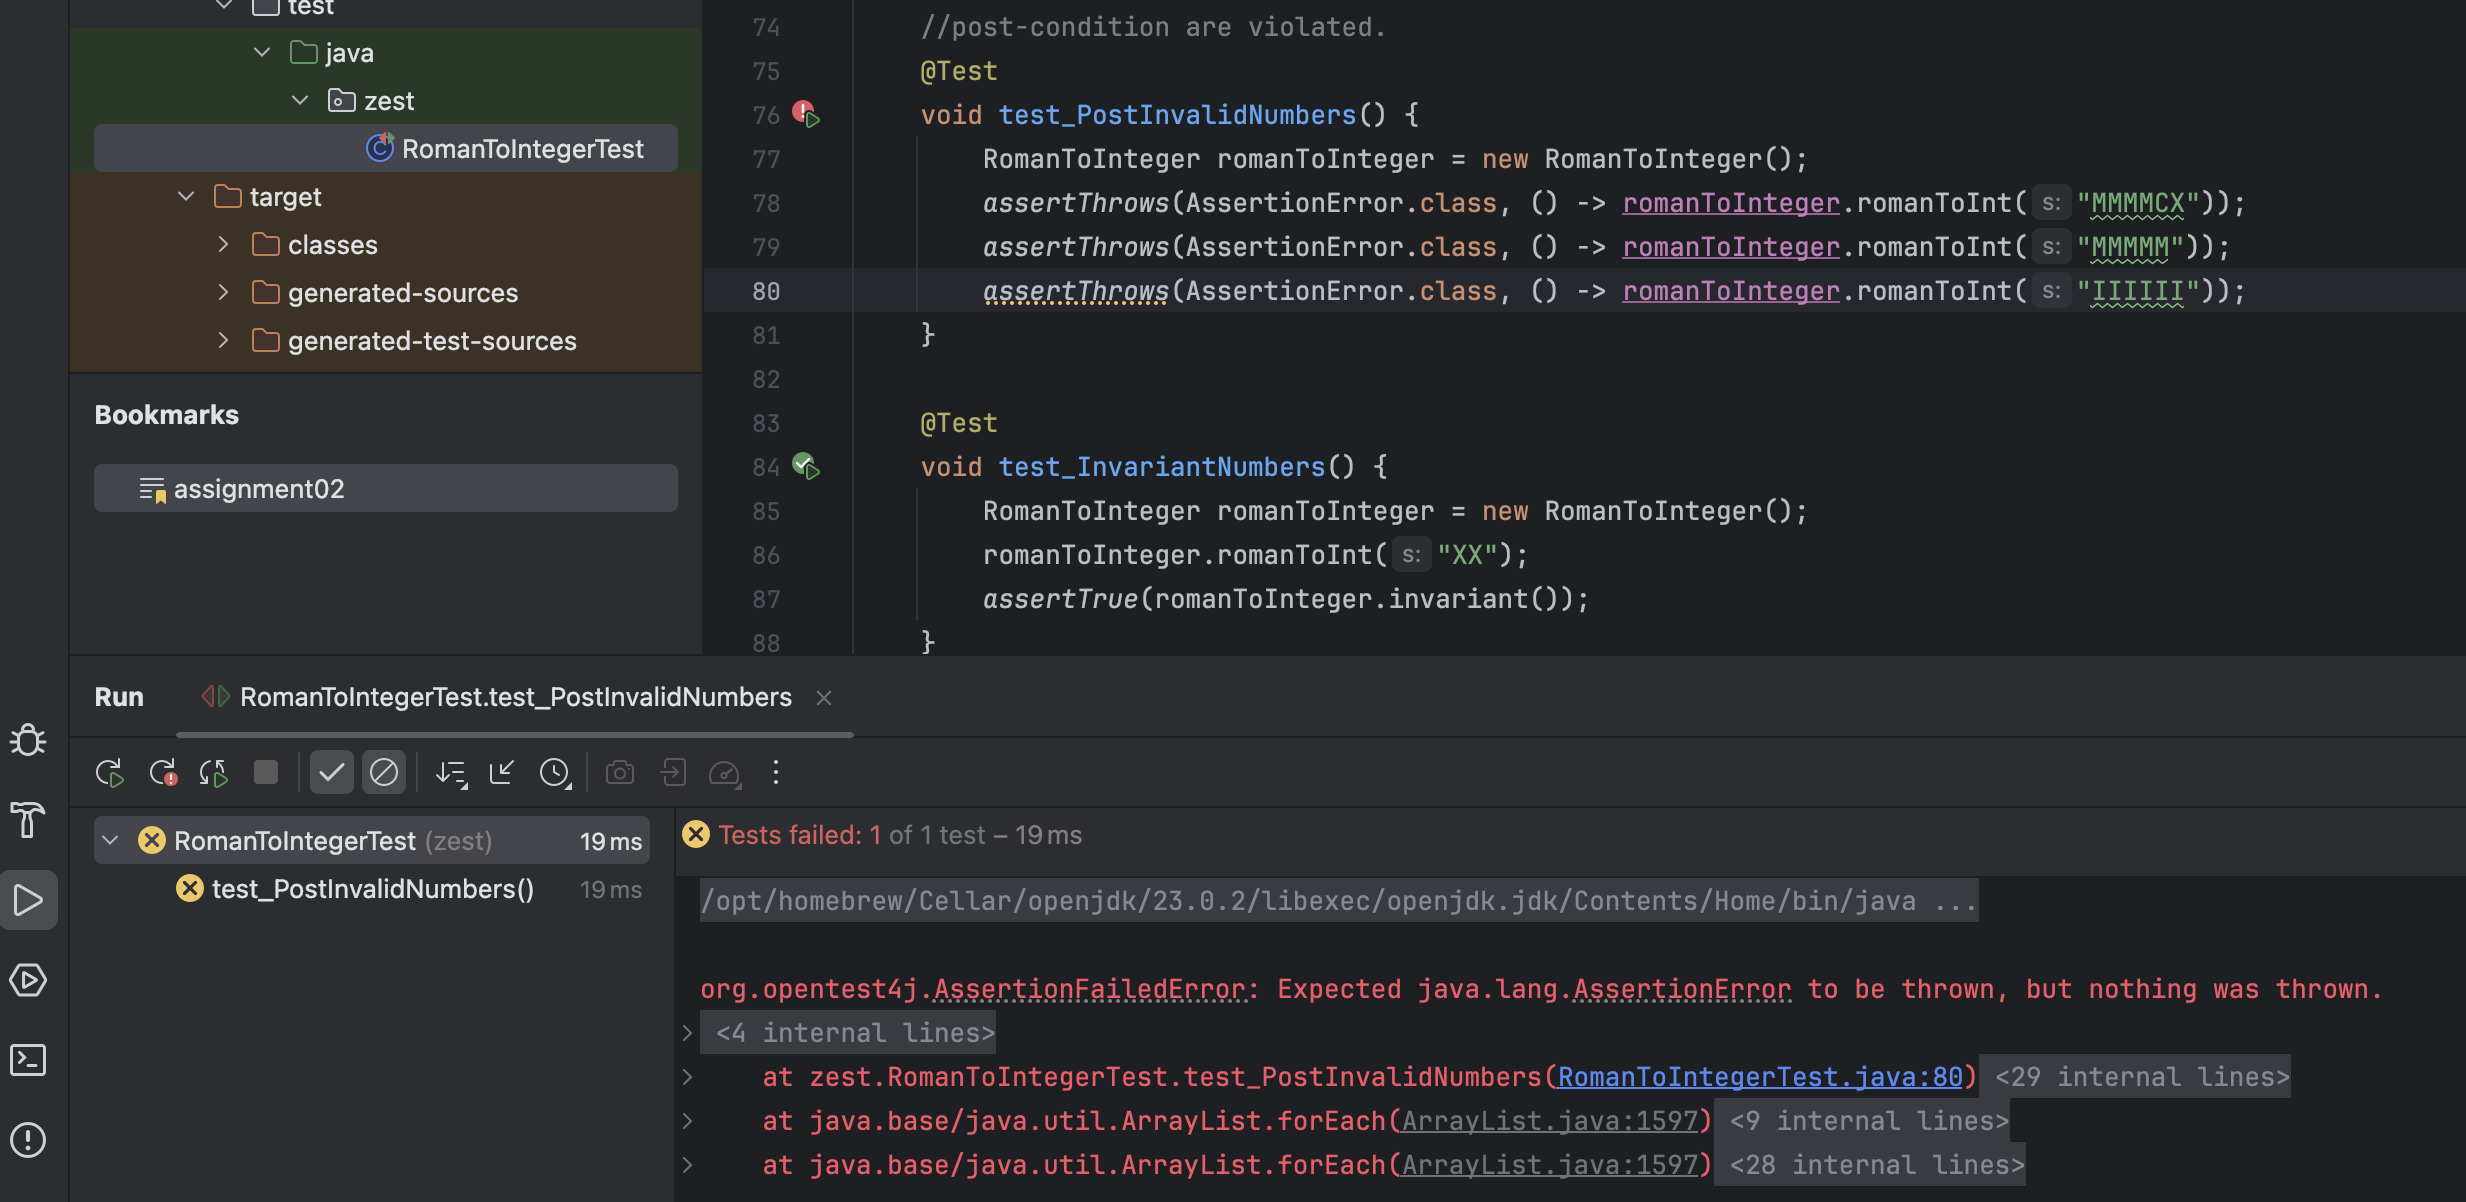 test
java
zest
RomanToIntegerTest
target
classes
generated-sources
generated-test-sources
Bookmarks
assignment02
74 //post-condition are violated.
75 @Test
76 void test_PostInvalidNumbers() {
77 RomanToInteger romanToInteger = new RomanToInteger();
78 assertThrows(AssertionError.class, () -> romanToInteger.romanToInt( s: "MMMMCX"));
79 assertThrows(AssertionError.class, () -> romanToInteger.romanToInt( s: "MMMMM"));
80 assertThrows(AssertionError.class, () -> romanToInteger.romanToInt( s: "IIIIII"));
81 }
82
83 @Test
84 void test_InvariantNumbers() {
85 RomanToInteger romanToInteger = new RomanToInteger();
86 romanToInteger.romanToInt( s: "XX");
87 assertTrue(romanToInteger.invariant());
88 }
Run RomanToIntegerTest.test_PostInvalidNumbers
RomanToIntegerTest (zest) 19 ms
test_PostInvalidNumbers() 19 ms
Tests failed: 1 of 1 test – 19 ms
/opt/homebrew/Cellar/openjdk/23.0.2/libexec/openjdk.jdk/Contents/Home/bin/java ...
org.opentest4j.AssertionFailedError: Expected java.lang.AssertionError to be thrown, but nothing was thrown.
<4 internal lines>
at zest.RomanToIntegerTest.test_PostInvalidNumbers(RomanToIntegerTest.java:80) <29 internal lines>
at java.base/java.util.ArrayList.forEach(ArrayList.java:1597) <9 internal lines>
at java.base/java.util.ArrayList.forEach(ArrayList.java:1597) <28 internal lines>